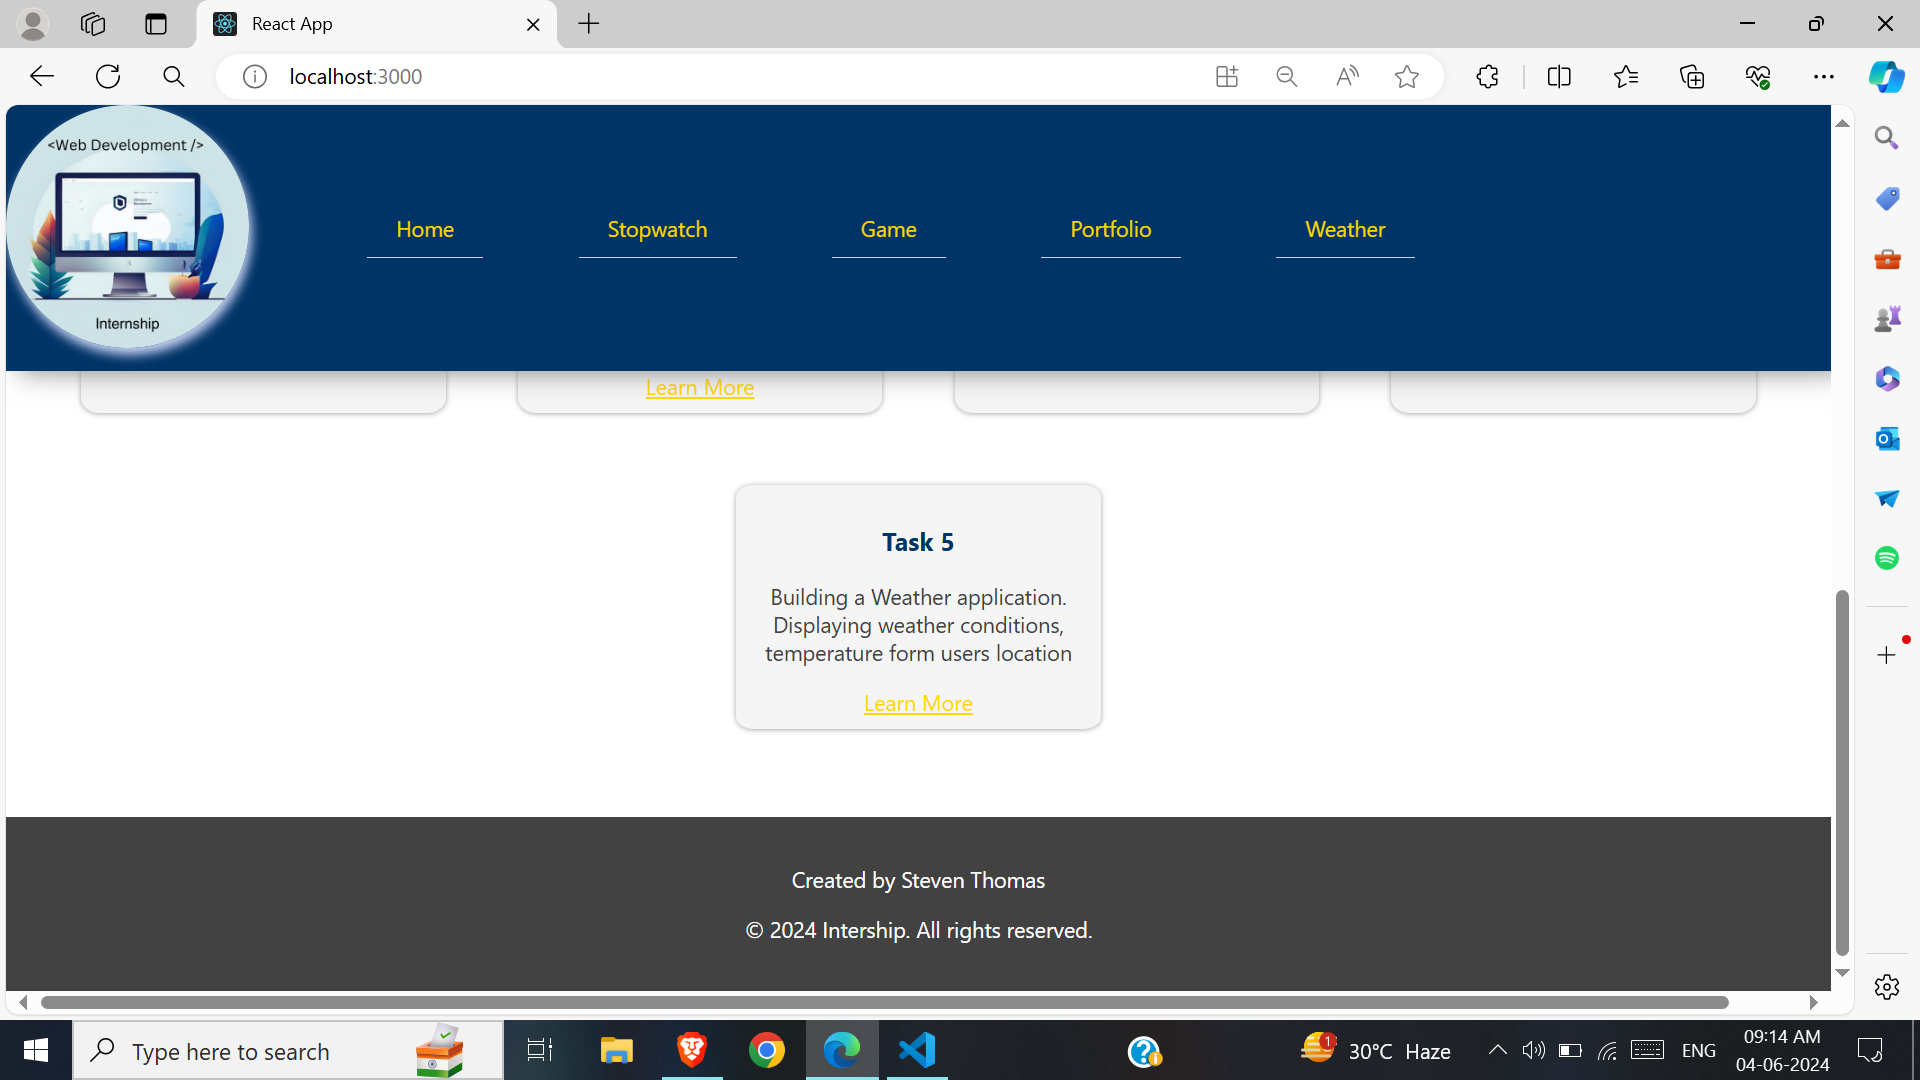 React App
localhost:3000
<Web Development />
Internship
Home
Stopwatch
Game
Portfolio
Weather
Learn More
Task 5
Building a Weather application.
Displaying weather conditions,
temperature form users location
Learn More
Created by Steven Thomas
© 2024 Intership. All rights reserved.
Type here to search
1
30°C Haze
ENG
09:14 AM
04-06-2024